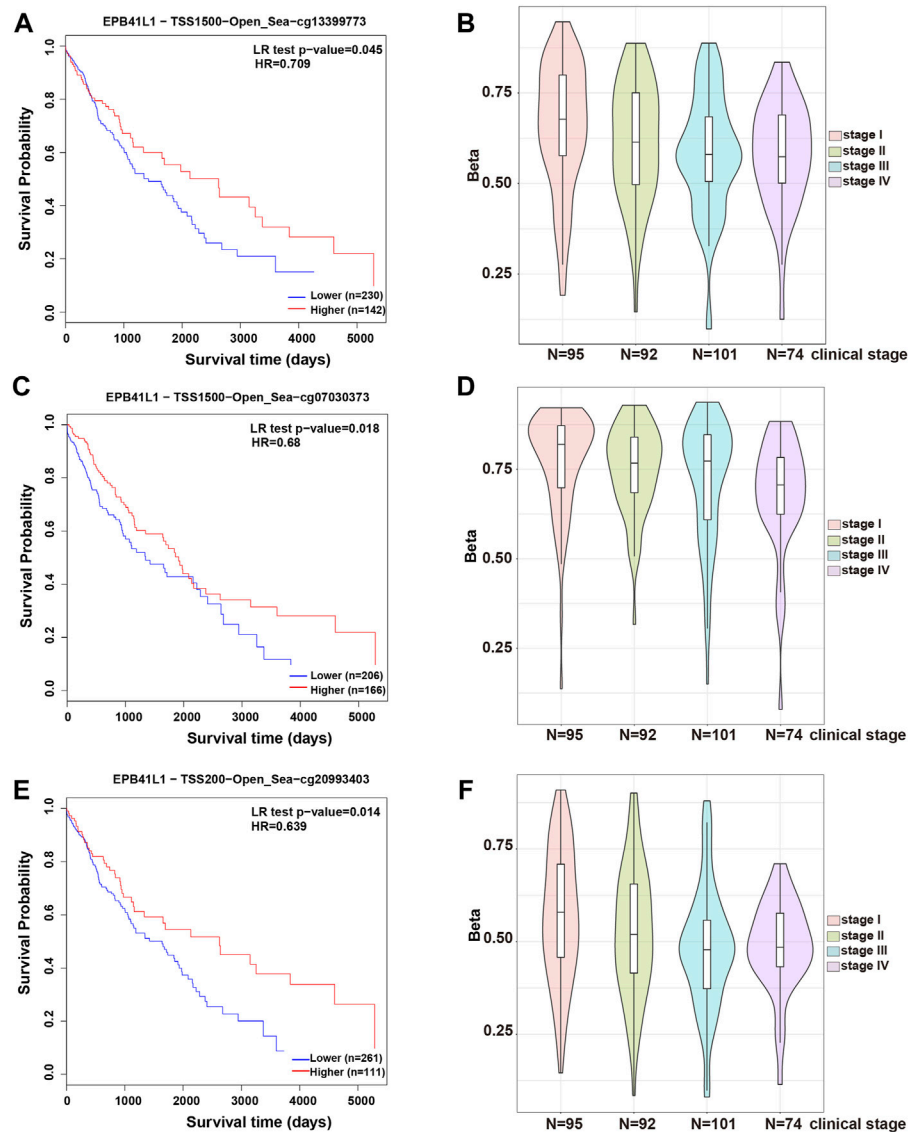 A
EPB41L1 − TSS1500−Open_Sea−cg13399773
LR test p-value=0.045
HR=0.709
Survival Probability
1.0
0.8
0.6
0.4
0.2
0.0
Lower (n=230)
Higher (n=142)
0 1000 2000 3000 4000 5000
Survival time (days)
B
Beta
0.75
0.50
0.25
stage I
stage II
stage III
stage IV
N=95 N=92 N=101 N=74 clinical stage
C
EPB41L1 − TSS1500−Open_Sea−cg07030373
LR test p-value=0.018
HR=0.68
Survival Probability
1.0
0.8
0.6
0.4
0.2
0.0
Lower (n=206)
Higher (n=166)
0 1000 2000 3000 4000 5000
Survival time (days)
D
Beta
0.75
0.50
0.25
stage I
stage II
stage III
stage IV
N=95 N=92 N=101 N=74 clinical stage
E
EPB41L1 − TSS200−Open_Sea−cg20993403
LR test p-value=0.014
HR=0.639
Survival Probability
1.0
0.8
0.6
0.4
0.2
0.0
Lower (n=261)
Higher (n=111)
0 1000 2000 3000 4000 5000
Survival time (days)
F
Beta
0.75
0.50
0.25
stage I
stage II
stage III
stage IV
N=95 N=92 N=101 N=74 clinical stage